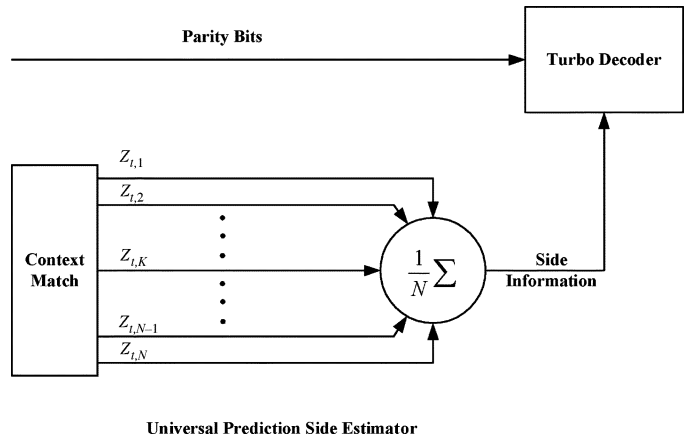 Parity Bits
Turbo Decoder
Z_{t,1}
Z_{t,2}
Z_{t,K}
Z_{t,N–1}
Z_{t,N}
Context
Match
1/N ∑
Side
Information
Universal Prediction Side Estimator